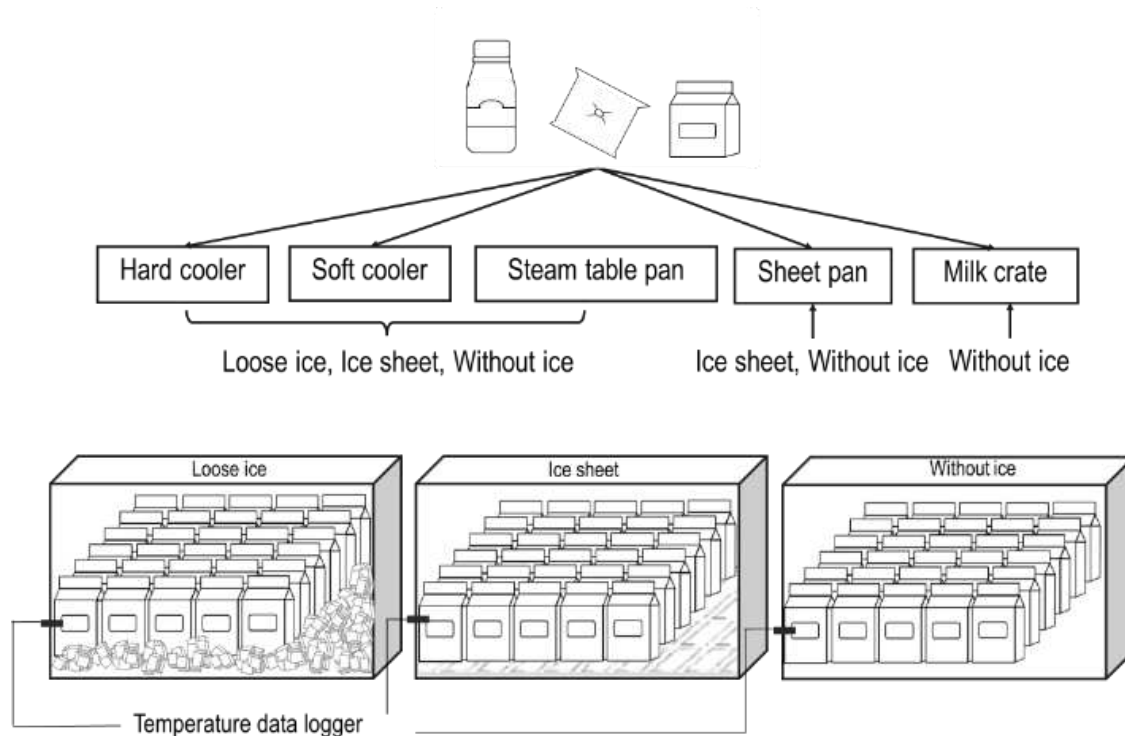 Hard cooler
Soft cooler
Steam table pan
Sheet pan
Milk crate
Loose ice, Ice sheet, Without ice
Ice sheet, Without ice
Without ice
Loose ice
Ice sheet
Without ice
Temperature data logger